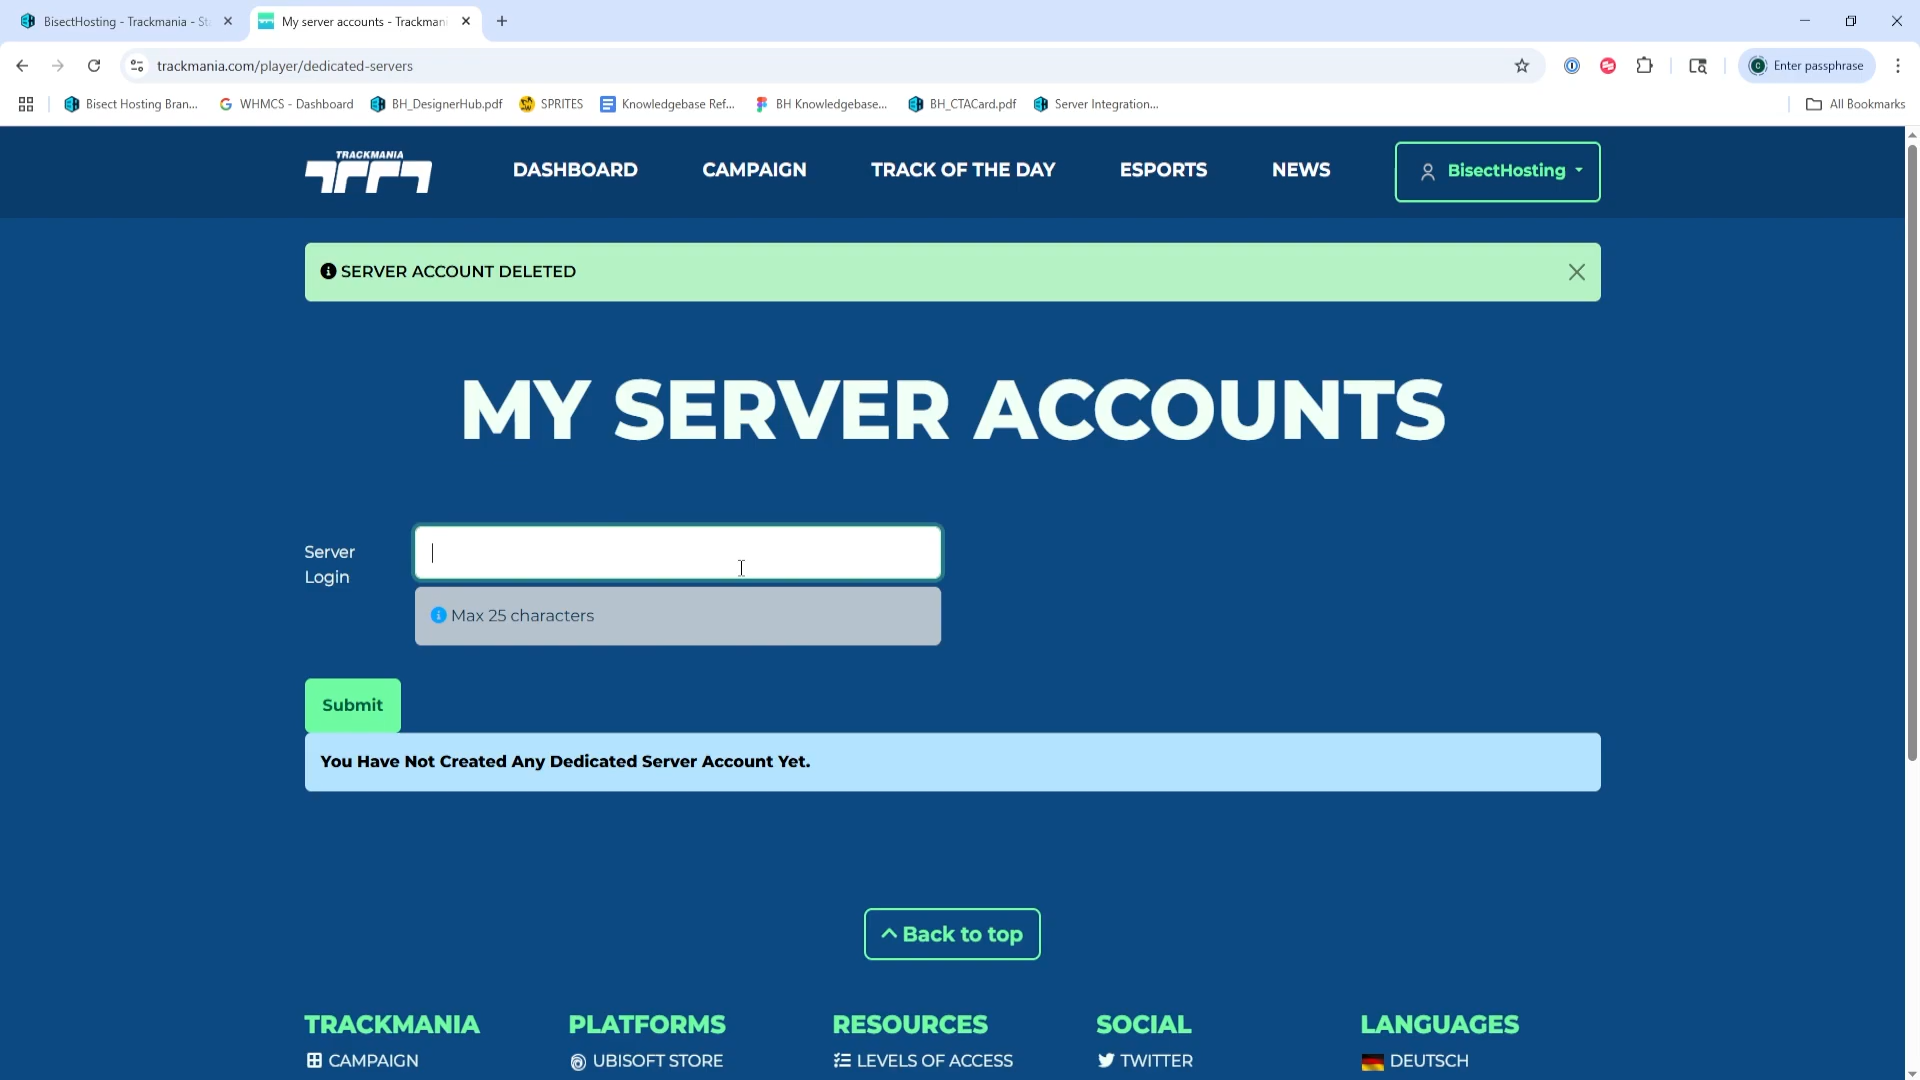 BisectHosting - Trackmania - St
My server accounts - Trackmani
trackmania.com/player/dedicated-servers
Enter passphrase
Bisect Hosting Bran...
WHMCS - Dashboard
BH_DesignerHub.pdf
SPRITES
Knowledgebase Ref...
BH Knowledgebase...
BH_CTACard.pdf
Server Integration...
All Bookmarks
TRACKMANIA
DASHBOARD
CAMPAIGN
TRACK OF THE DAY
ESPORTS
NEWS
BisectHosting
SERVER ACCOUNT DELETED
MY SERVER ACCOUNTS
Server
Login
Max 25 characters
Submit
You Have Not Created Any Dedicated Server Account Yet.
Back to top
TRACKMANIA
PLATFORMS
RESOURCES
SOCIAL
LANGUAGES
CAMPAIGN
UBISOFT STORE
LEVELS OF ACCESS
TWITTER
DEUTSCH